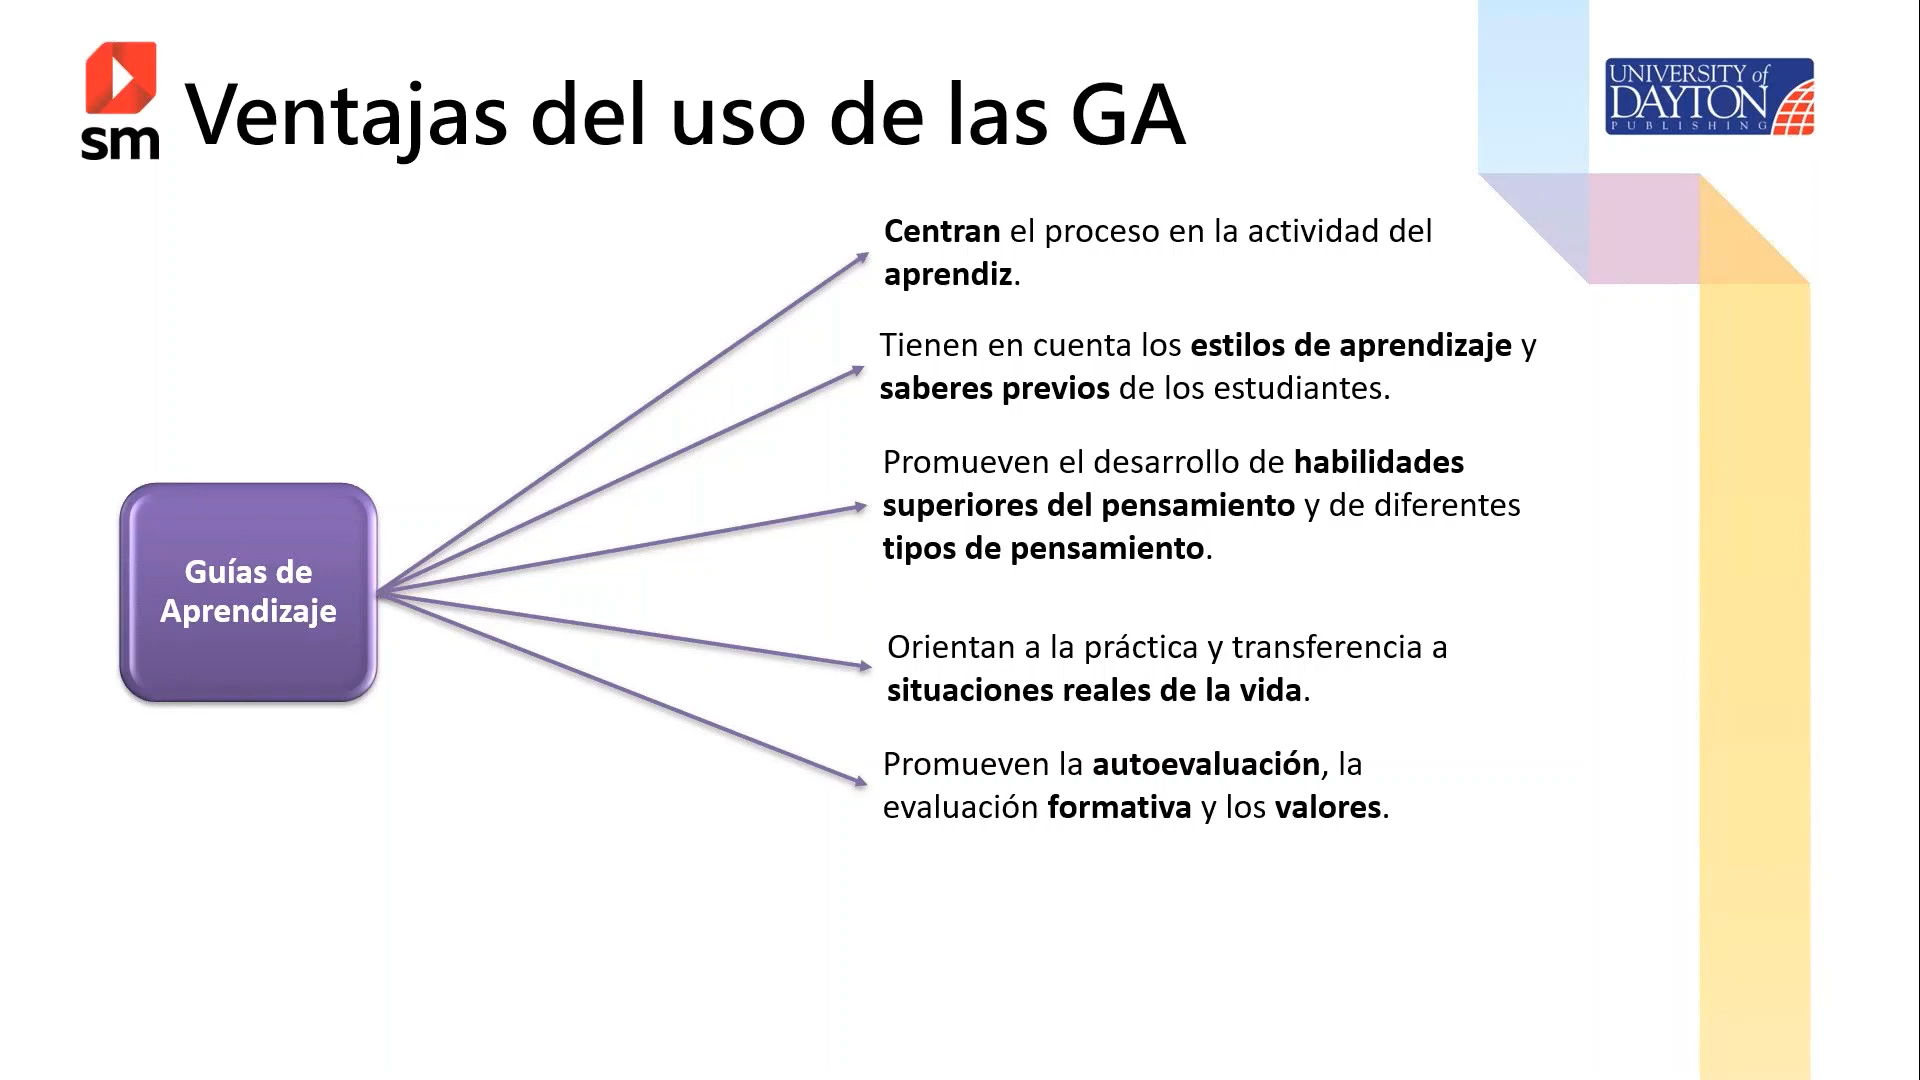 sm
Ventajas del uso de las GA
UNIVERSITY of
DAYTON
PUBLISHING
Centran el proceso en la actividad del
aprendiz.
Tienen en cuenta los estilos de aprendizaje y
saberes previos de los estudiantes.
Promueven el desarrollo de habilidades
superiores del pensamiento y de diferentes
tipos de pensamiento.
Guías de
Aprendizaje
Orientan a la práctica y transferencia a
situaciones reales de la vida.
Promueven la autoevaluación, la
evaluación formativa y los valores.